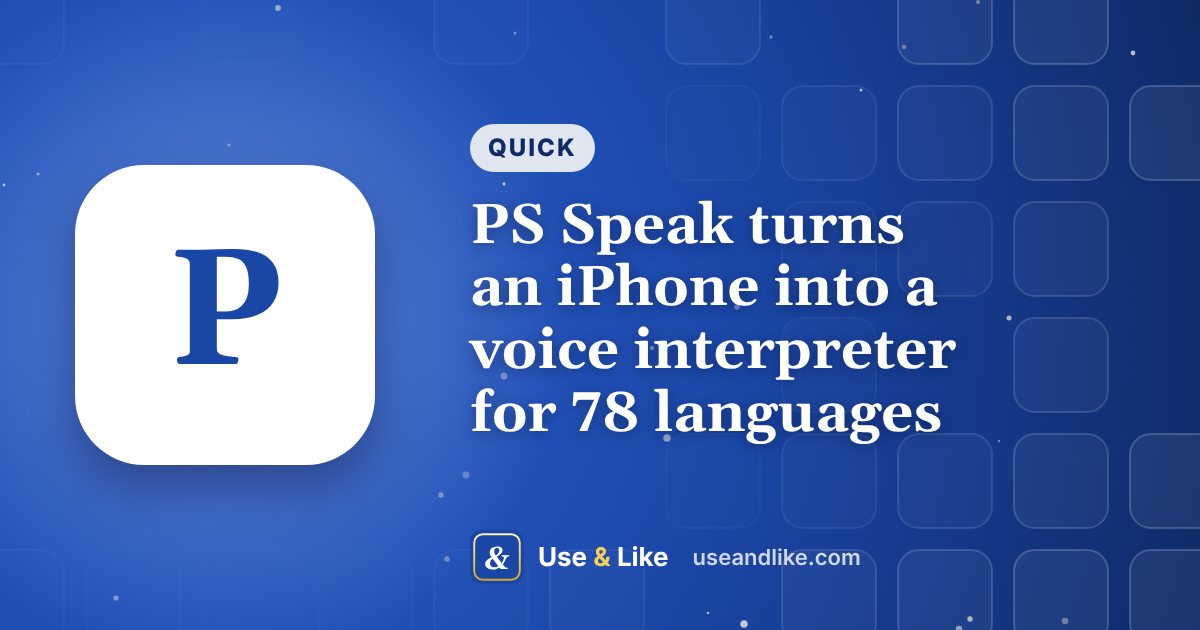 P
QUICK
PS Speak turns
an iPhone into a
voice interpreter
for 78 languages
& Use & Like useandlike.com